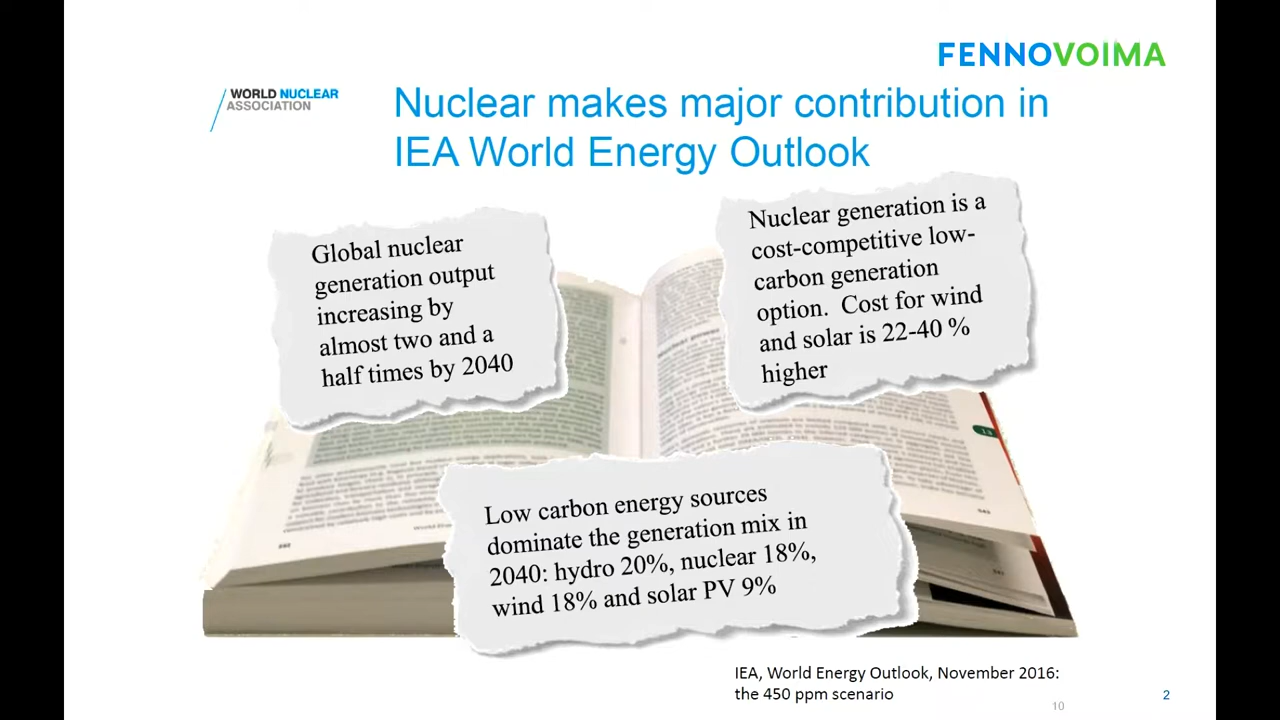 FENNOVOIMA
WORLD NUCLEAR
ASSOCIATION
Nuclear makes major contribution in
IEA World Energy Outlook
Global nuclear
generation output
increasing by
almost two and a
half times by 2040
Nuclear generation is a
cost-competitive low-
carbon generation
option.  Cost for wind
and solar is 22-40 %
higher
Low carbon energy sources
dominate the generation mix in
2040: hydro 20%, nuclear 18%,
wind 18% and solar PV 9%
IEA, World Energy Outlook, November 2016:
the 450 ppm scenario
2
10